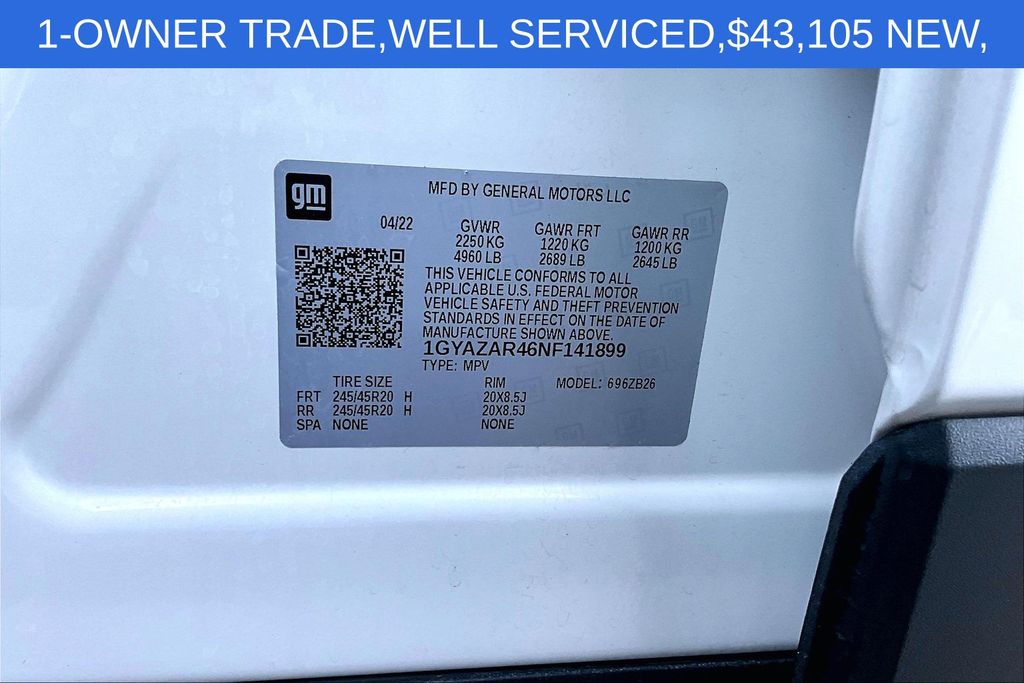 1-OWNER TRADE,WELL SERVICED,$43,105 NEW,
gm
MFD BY GENERAL MOTORS LLC
04/22 GVWR GAWR FRT GAWR RR
2250 KG 1220 KG 1200 KG
4960 LB 2689 LB 2645 LB
THIS VEHICLE CONFORMS TO ALL
APPLICABLE U.S. FEDERAL MOTOR
VEHICLE SAFETY AND THEFT PREVENTION
STANDARDS IN EFFECT ON THE DATE OF
MANUFACTURE SHOWN ABOVE.
1GYAZAR46NF141899
TYPE: MPV
TIRE SIZE RIM MODEL: 696ZB26
FRT 245/45R20 H 20X8.5J
RR 245/45R20 H 20X8.5J
SPA NONE NONE